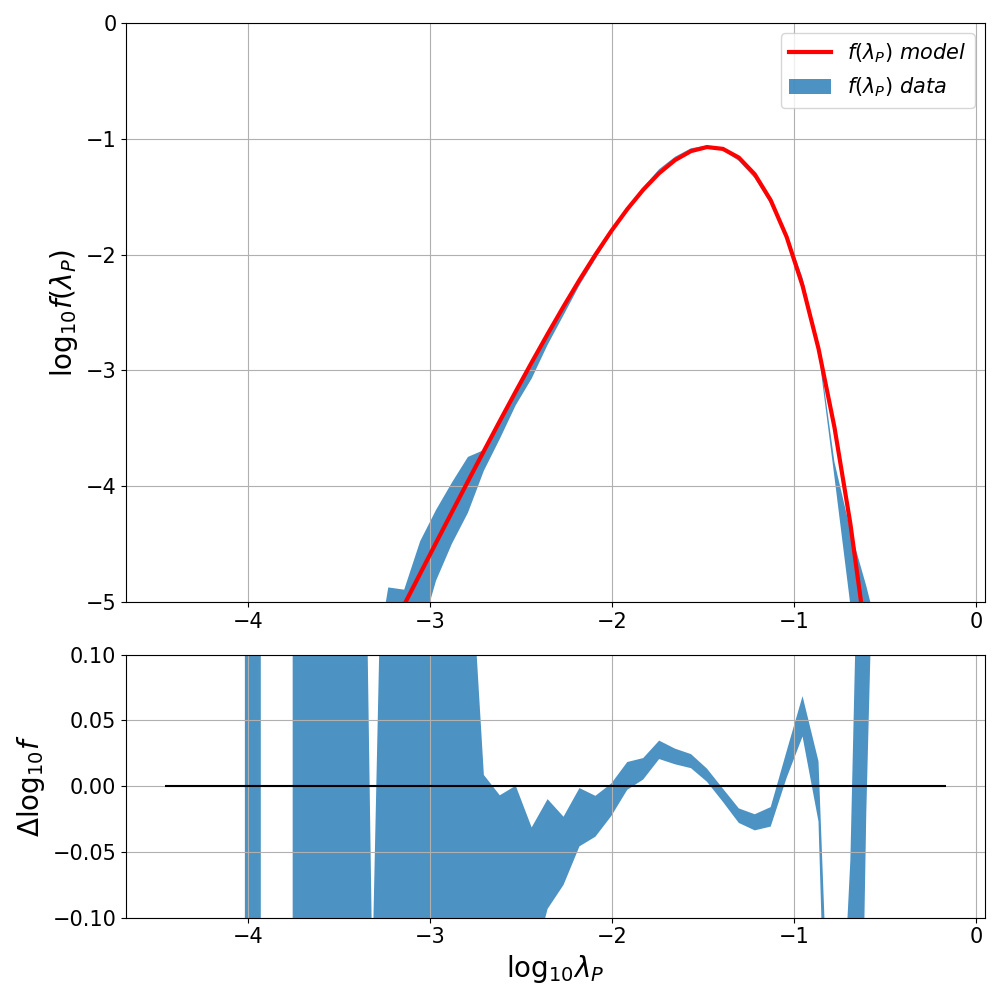 0
−1
−2
−3
−4
−5
log₁₀f(λ_P)
f(λ_P) model
f(λ_P) data
−4 −3 −2 −1 0
0.10
0.05
0.00
−0.05
−0.10
Δlog₁₀f
−4 −3 −2 −1 0
log₁₀λ_P